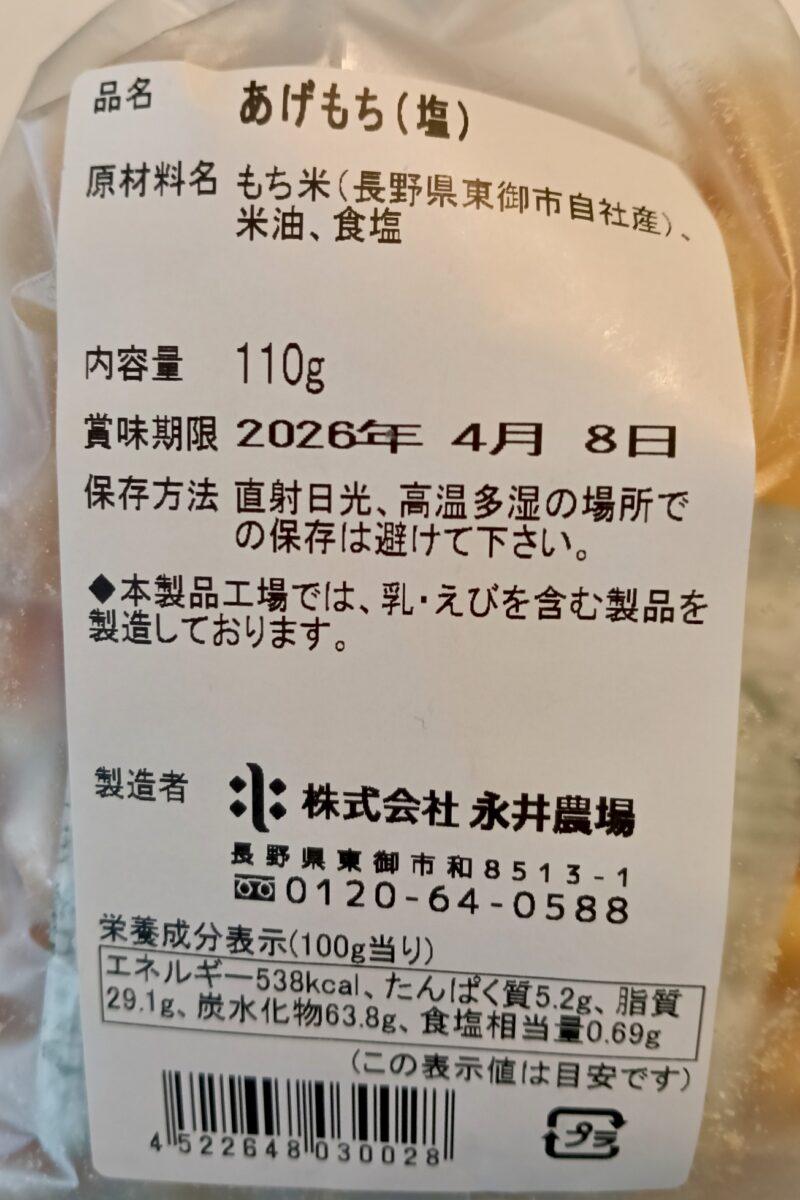 品名 あげもち(塩)
原材料名 もち米(長野県東御市自社産)、
米油、食塩
内容量 110g
賞味期限 2026年 4月 8日
保存方法 直射日光、高温多湿の場所で
の保存は避けて下さい。
◆本製品工場では、乳・えびを含む製品を
製造しております。
製造者 株式会社 永井農場
長野県東御市和8513-1
0120-64-0588
栄養成分表示(100g当り)
エネルギー538kcal、たんぱく質5.2g、脂質
29.1g、炭水化物63.8g、食塩相当量0.69g
(この表示値は目安です)
4522648030028
プラ